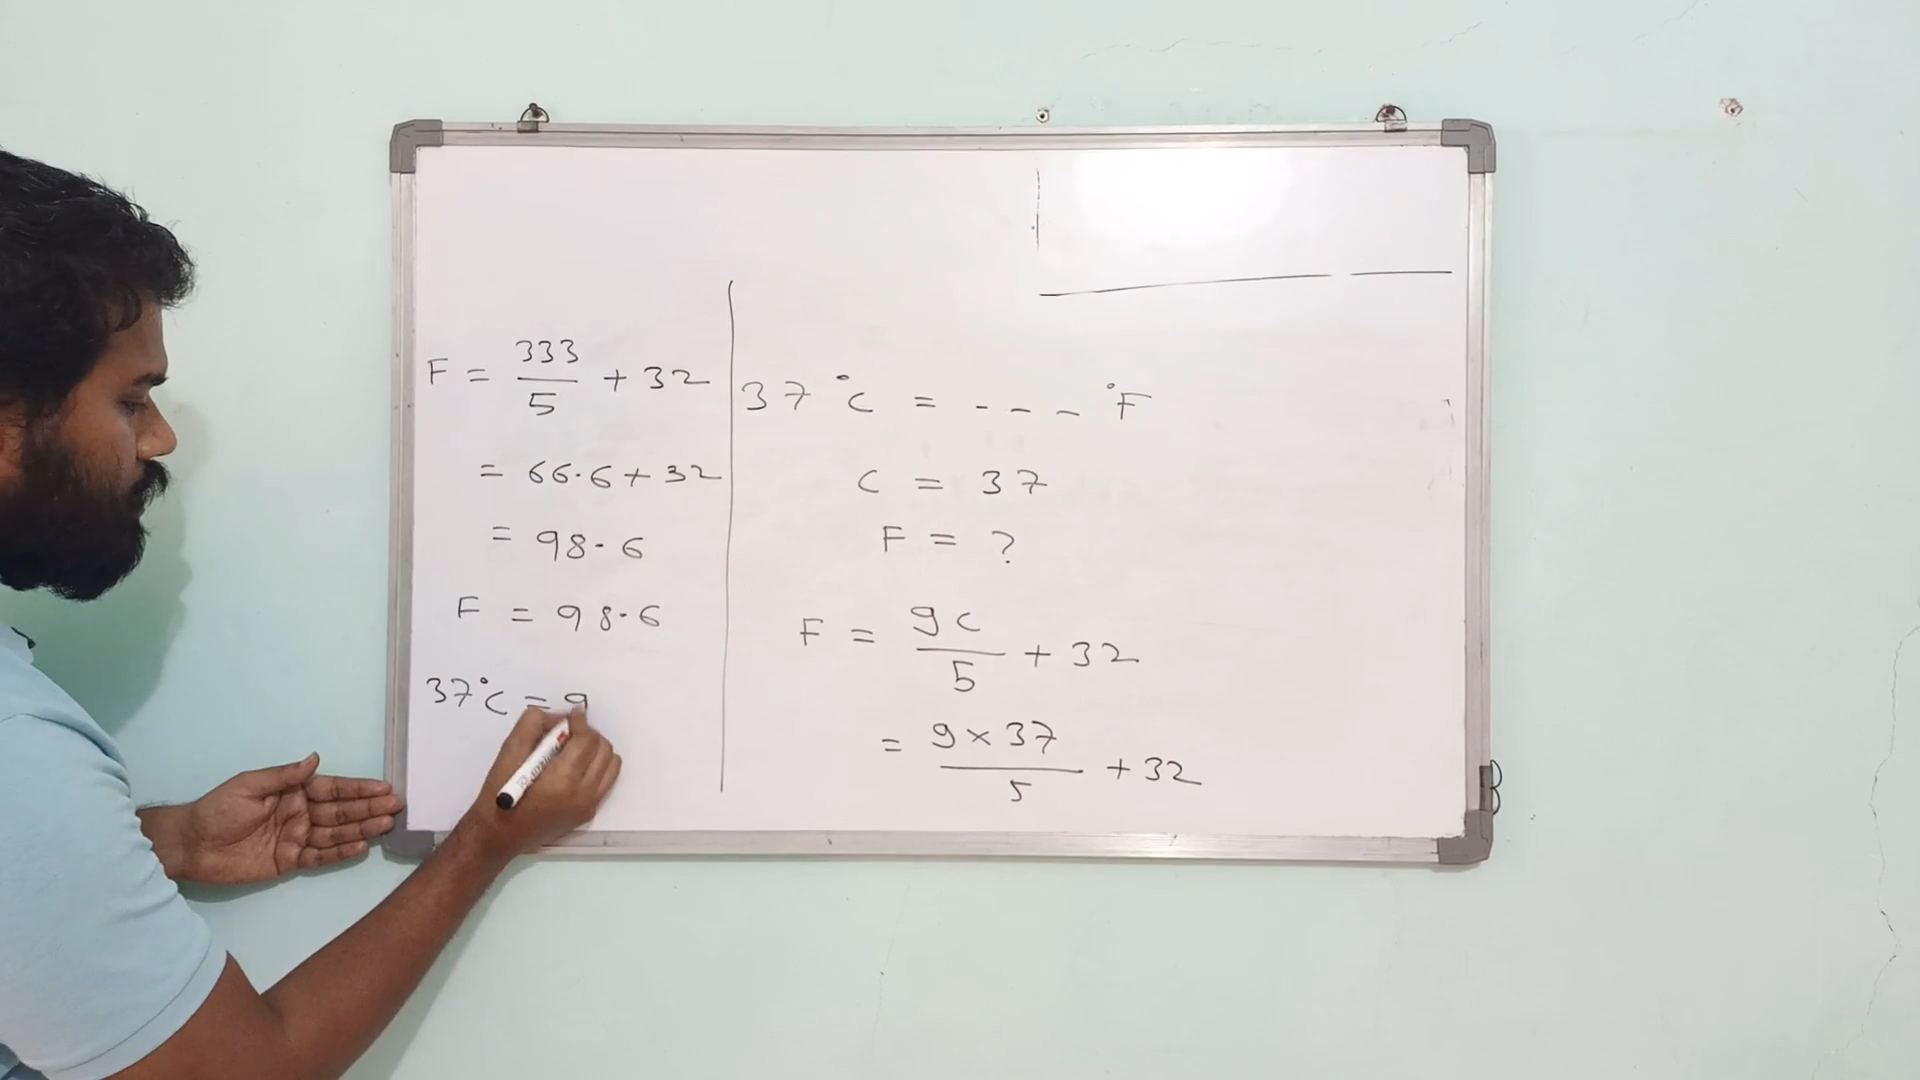 37°C = - - - °F
C = 37
F = ?
F = 9C/5 + 32
= 9 × 37/5 + 32
F = 333/5 + 32
= 66.6 + 32
= 98.6
F = 98.6
37°C = 9